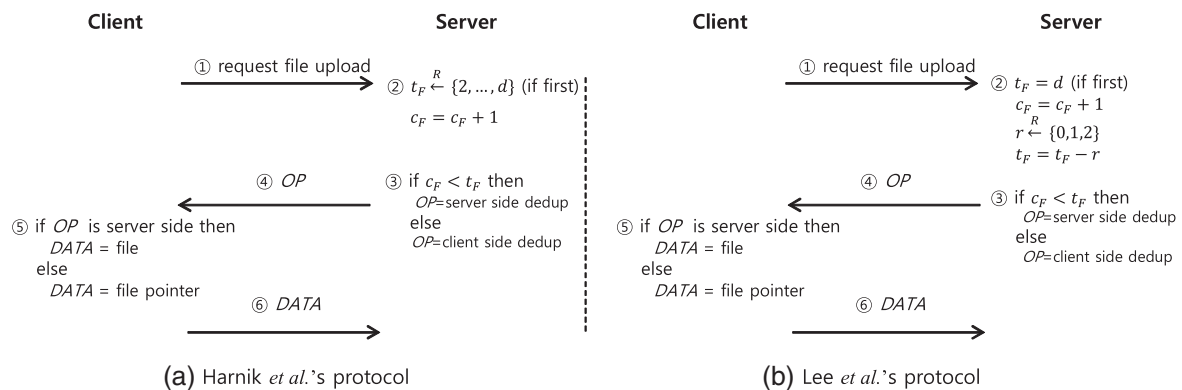 Client
Server
① request file upload
② t_F ←^R {2, ..., d} (if first)
c_F = c_F + 1
③ if c_F < t_F then
OP=server side dedup
else
OP=client side dedup
④ OP
⑤ if OP is server side then
DATA = file
else
DATA = file pointer
⑥ DATA
(a) Harnik et al.'s protocol
Client
Server
① request file upload
② t_F = d (if first)
c_F = c_F + 1
r ←^R {0,1,2}
t_F = t_F − r
③ if c_F < t_F then
OP=server side dedup
else
OP=client side dedup
④ OP
⑤ if OP is server side then
DATA = file
else
DATA = file pointer
⑥ DATA
(b) Lee et al.'s protocol